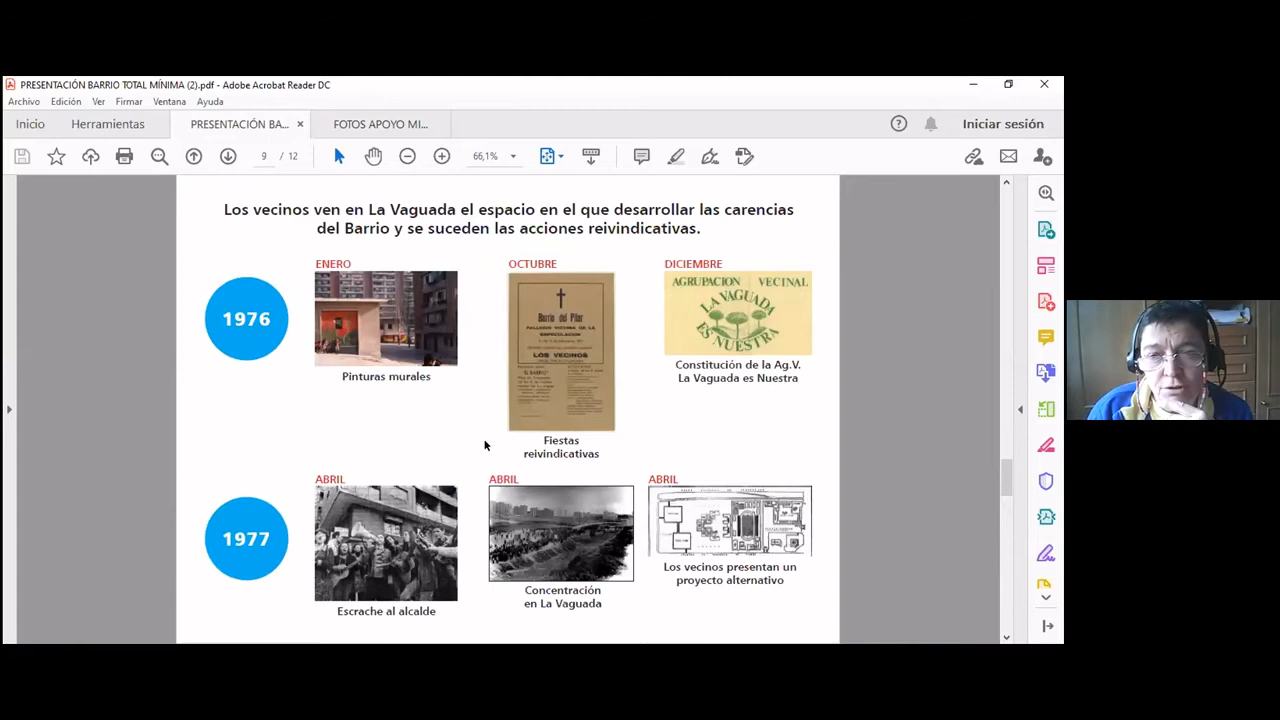 PRESENTACIÓN BARRIO TOTAL MÍNIMA (2).pdf - Adobe Acrobat Reader DC
Archivo Edición Ver Firmar Ventana Ayuda
Inicio Herramientas PRESENTACIÓN BA... × FOTOS APOYO MI... Iniciar sesión
9 / 12 66,1%
Los vecinos ven en La Vaguada el espacio en el que desarrollar las carencias
del Barrio y se suceden las acciones reivindicativas.
1976
ENERO
Pinturas murales
OCTUBRE
Barrio del Pilar
LOS VECINOS
Fiestas
reivindicativas
DICIEMBRE
AGRUPACION VECINAL
LA VAGUADA
ES NUESTRA
Constitución de la Ag.V.
La Vaguada es Nuestra
1977
ABRIL
Escrache al alcalde
ABRIL
Concentración
en La Vaguada
ABRIL
Los vecinos presentan un
proyecto alternativo